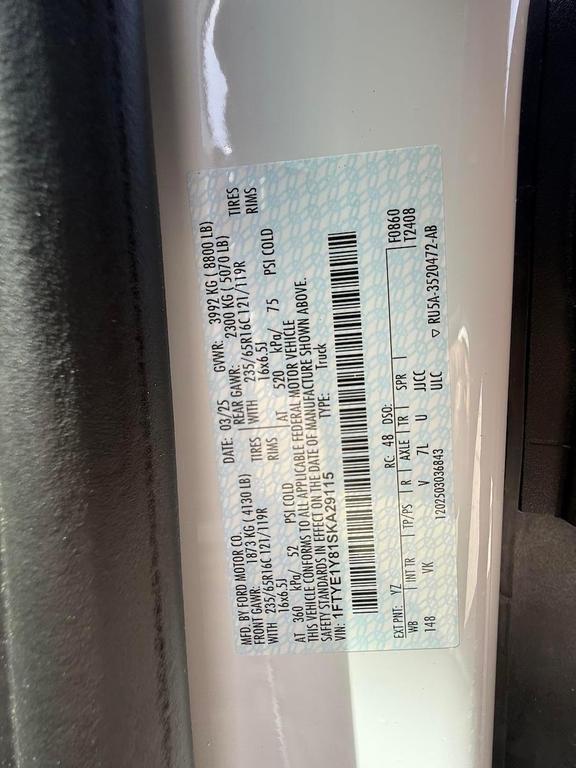 MFD. BY FORD MOTOR CO. DATE: 03/25 GVWR: 3992 KG ( 8800 LB)
FRONT GAWR: 1873 KG ( 4130 LB) REAR GAWR: 2300 KG ( 5070 LB)
WITH 235/65R16C 121/119R TIRES WITH 235/65R16C 121/119R TIRES
16x6.5J RIMS 16x6.5J RIMS
AT 360 kPa/ 52 PSI COLD AT 520 kPa/ 75 PSI COLD
THIS VEHICLE CONFORMS TO ALL APPLICABLE FEDERAL MOTOR VEHICLE
SAFETY STANDARDS IN EFFECT ON THE DATE OF MANUFACTURE SHOWN ABOVE.
VIN: 1FTYE1Y81SKA29115 TYPE: Truck
EXT PNT: YZ RC: 48 DSO: F0860
WB INT TR TP/PS R AXLE TR SPR T2408
148 VK V 7L U UJCC
ULC
1202503036843 ▽ RU5A-3520472-AB